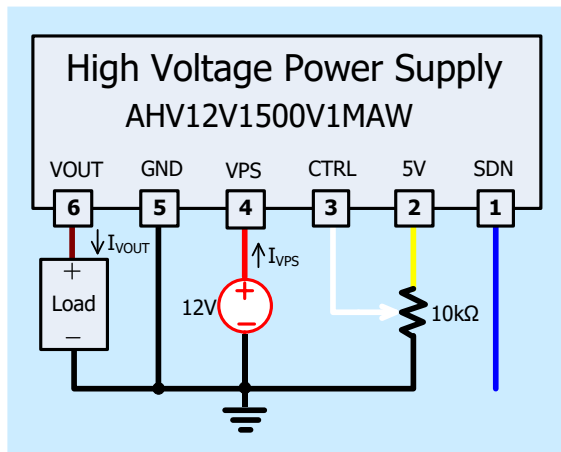 High Voltage Power Supply
AHV12V1500V1MAW
VOUT GND VPS CTRL 5V SDN
6 5 4 3 2 1
IVOUT IVPS
+ Load − 12V + − 10kΩ